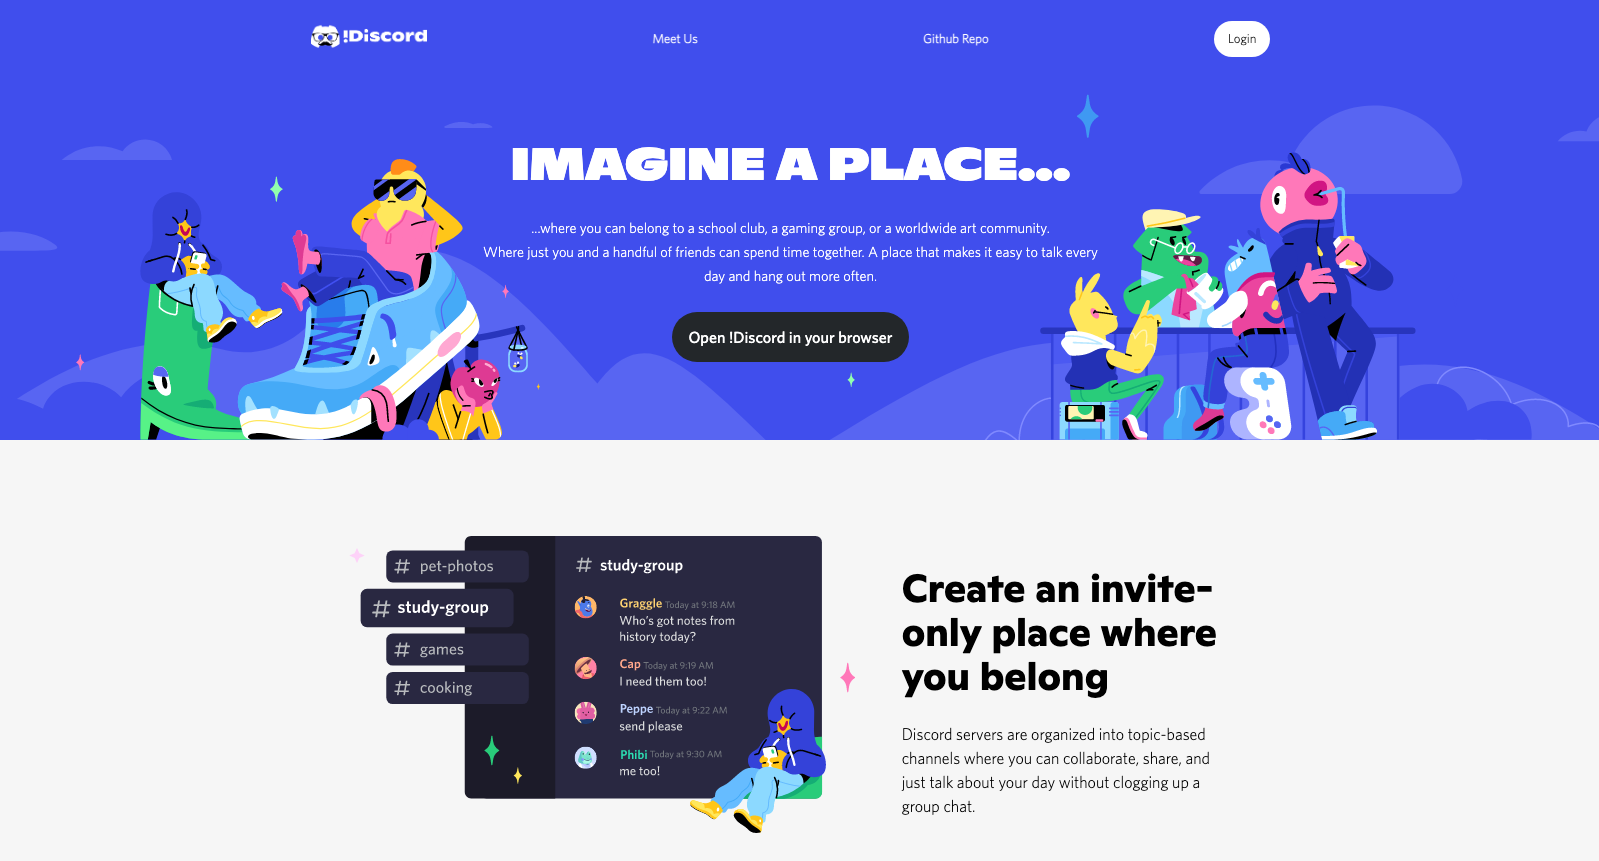 !Discord
Meet Us
Github Repo
Login
IMAGINE A PLACE...
...where you can belong to a school club, a gaming group, or a worldwide art community.
Where just you and a handful of friends can spend time together. A place that makes it easy to talk every
day and hang out more often.
Open !Discord in your browser
# pet-photos
# study-group
# games
# cooking
# study-group
Graggle Today at 9:18 AM
Who's got notes from
history today?
Cap Today at 9:19 AM
I need them too!
Peppe Today at 9:22 AM
send please
Phibi Today at 9:30 AM
me too!
Create an invite-
only place where
you belong
Discord servers are organized into topic-based
channels where you can collaborate, share, and
just talk about your day without clogging up a
group chat.